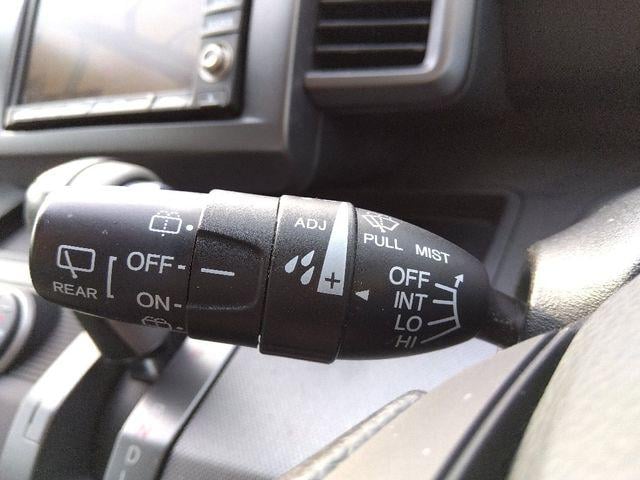 REAR
OFF
ON
ADJ
+
PULL MIST
OFF
INT
LO
HI
D